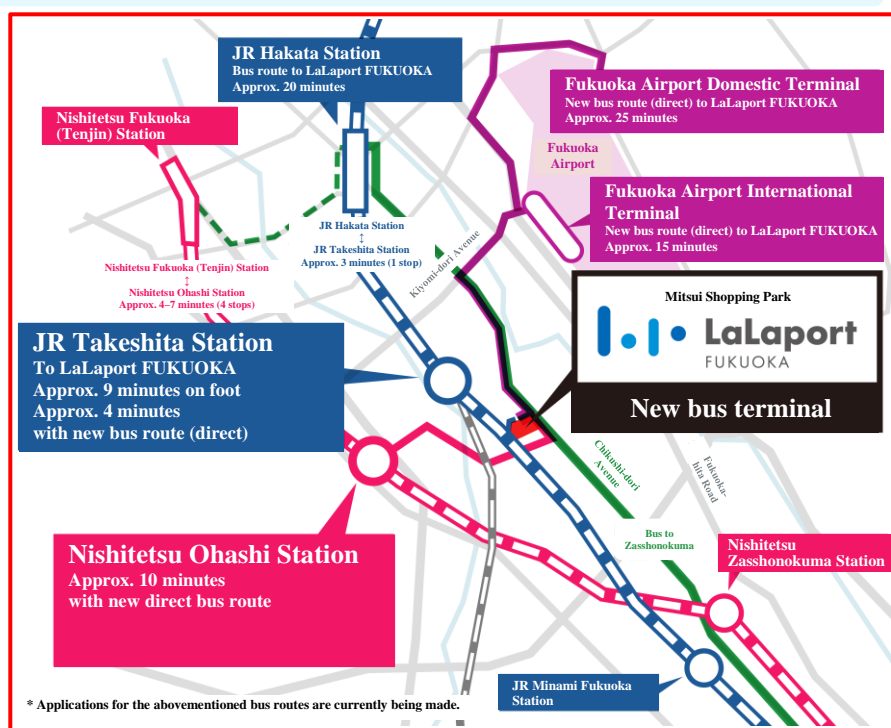 JR Hakata Station
Bus route to LaLaport FUKUOKA
Approx. 20 minutes
Fukuoka Airport Domestic Terminal
New bus route (direct) to LaLaport FUKUOKA
Approx. 25 minutes
Nishitetsu Fukuoka
(Tenjin) Station
Fukuoka
Airport
Fukuoka Airport International
Terminal
New bus route (direct) to LaLaport FUKUOKA
Approx. 15 minutes
JR Hakata Station
↕
JR Takeshita Station
Approx. 3 minutes (1 stop)
Kiyomi-dori Avenue
Nishitetsu Fukuoka (Tenjin) Station
↕
Nishitetsu Ohashi Station
Approx. 4–7 minutes (4 stops)
Mitsui Shopping Park
LaLaport
FUKUOKA
New bus terminal
JR Takeshita Station
To LaLaport FUKUOKA
Approx. 9 minutes on foot
Approx. 4 minutes
with new bus route (direct)
Chikushi-dori
Avenue
Fukuoka-
hita Road
Bus to
Zasshonokuma
Nishitetsu
Zasshonokuma Station
Nishitetsu Ohashi Station
Approx. 10 minutes
with new direct bus route
JR Minami Fukuoka
Station
* Applications for the abovementioned bus routes are currently being made.